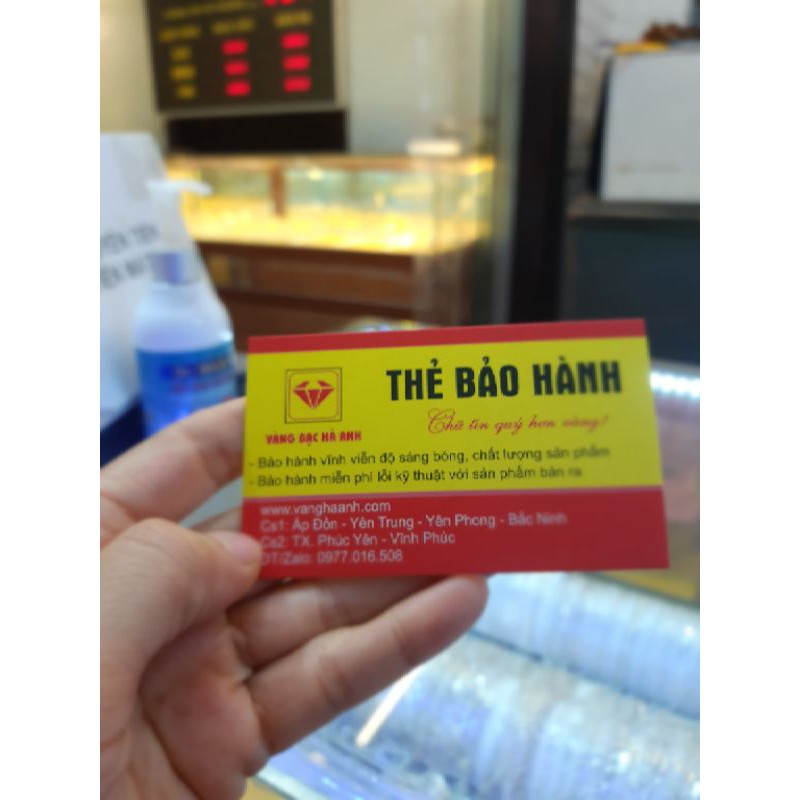 THẺ BẢO HÀNH
Chữ tín quý hơn vàng!
VÀNG BẠC HÀ ANH
- Bảo hành vĩnh viễn độ sáng bóng, chất lượng sản phẩm
- Bảo hành miễn phí lỗi kỹ thuật với sản phẩm bán ra
www.vanghaanh.com
Cs1: Ấp Đồn - Yên Trung - Yên Phong - Bắc Ninh
Cs2: TX. Phúc Yên - Vĩnh Phúc
ĐT/Zalo: 0977.016.508